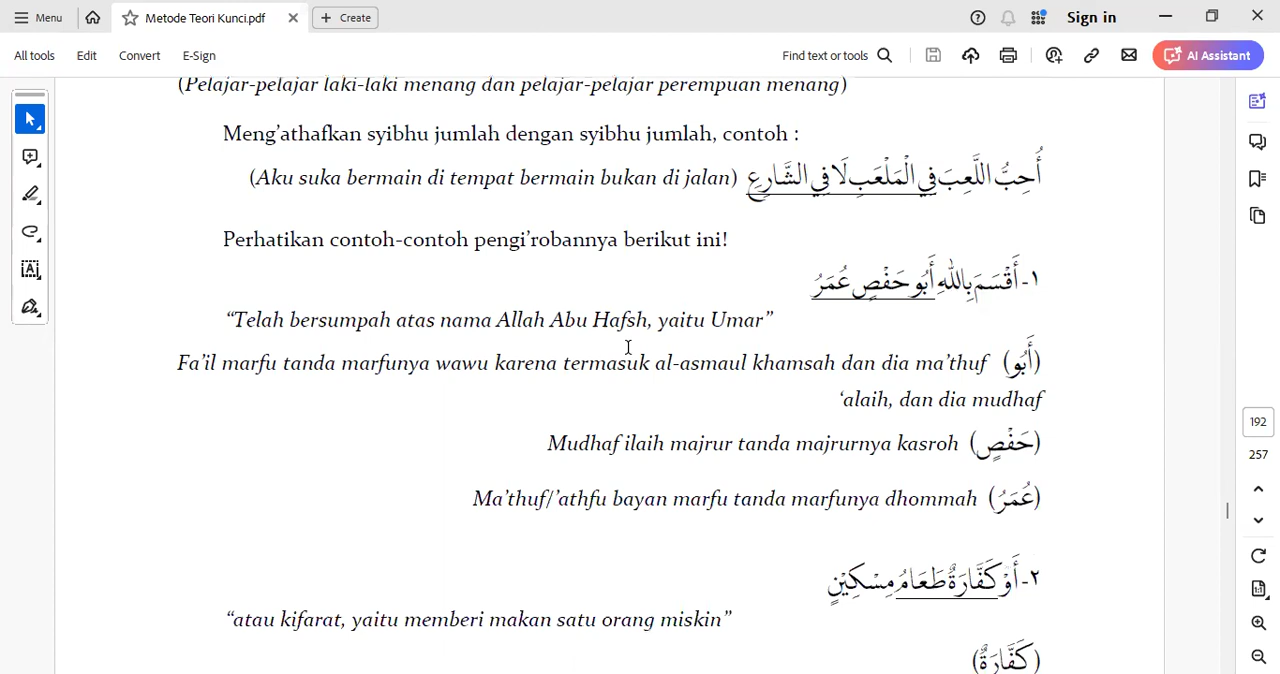 Menu
Metode Teori Kunci.pdf
Create
Sign in
All tools
Edit
Convert
E-Sign
Find text or tools
AI Assistant
(Pelajar-pelajar laki-laki menang dan pelajar-pelajar perempuan menang)
Meng’athafkan syibhu jumlah dengan syibhu jumlah, contoh :
أُحِبُّ اللَّعِبَ فِي الْمَلْعَبِ لَا فِي الشَّارِعِ (Aku suka bermain di tempat bermain bukan di jalan)
Perhatikan contoh-contoh pengi’robannya berikut ini!
١- أَقْسَمَ بِاللهِ أَبُو حَفْصٍ عُمَرُ
“Telah bersumpah atas nama Allah Abu Hafsh, yaitu Umar”
(أَبُو) Fa’il marfu tanda marfunya wawu karena termasuk al-asmaul khamsah dan dia ma’thuf
‘alaih, dan dia mudhaf
(حَفْصٍ) Mudhaf ilaih majrur tanda majrurnya kasroh
(عُمَرُ) Ma’thuf/’athfu bayan marfu tanda marfunya dhommah
٢- أَوْ كَفَّارَةٌ طَعَامُ مِسْكِيْنٍ
“atau kifarat, yaitu memberi makan satu orang miskin”
(كَفَّارَةٌ)
192
257